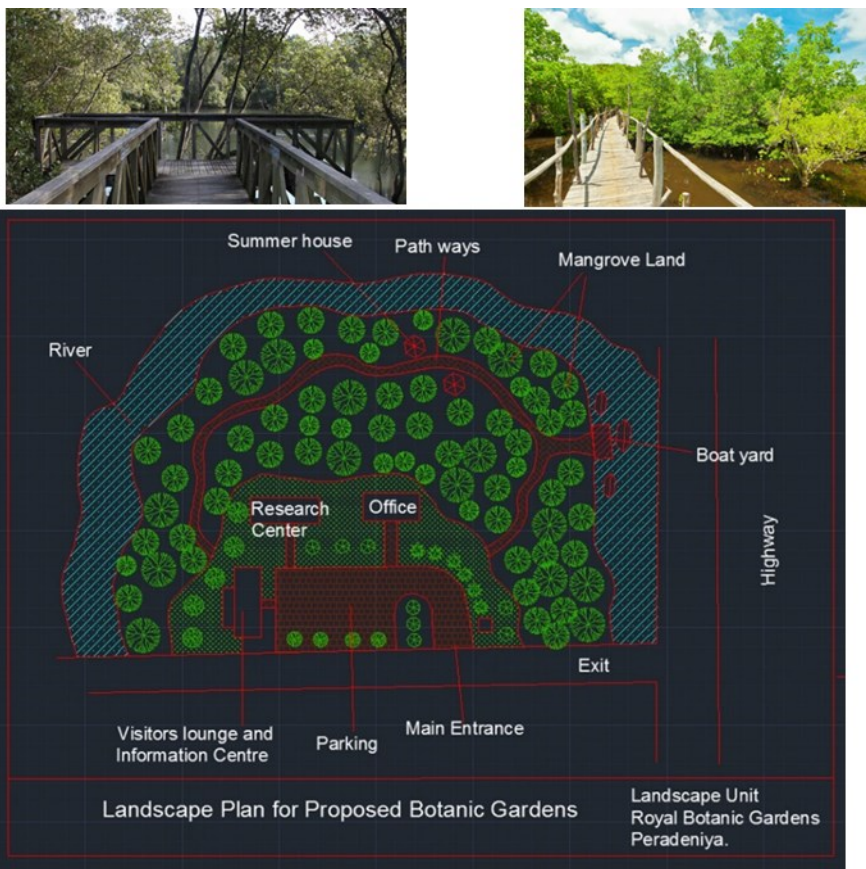 Summer house
Path ways
Mangrove Land
River
Boat yard
Research
Center
Office
Highway
Exit
Visitors lounge and
Information Centre
Parking
Main Entrance
Landscape Plan for Proposed Botanic Gardens
Landscape Unit
Royal Botanic Gardens
Peradeniya.